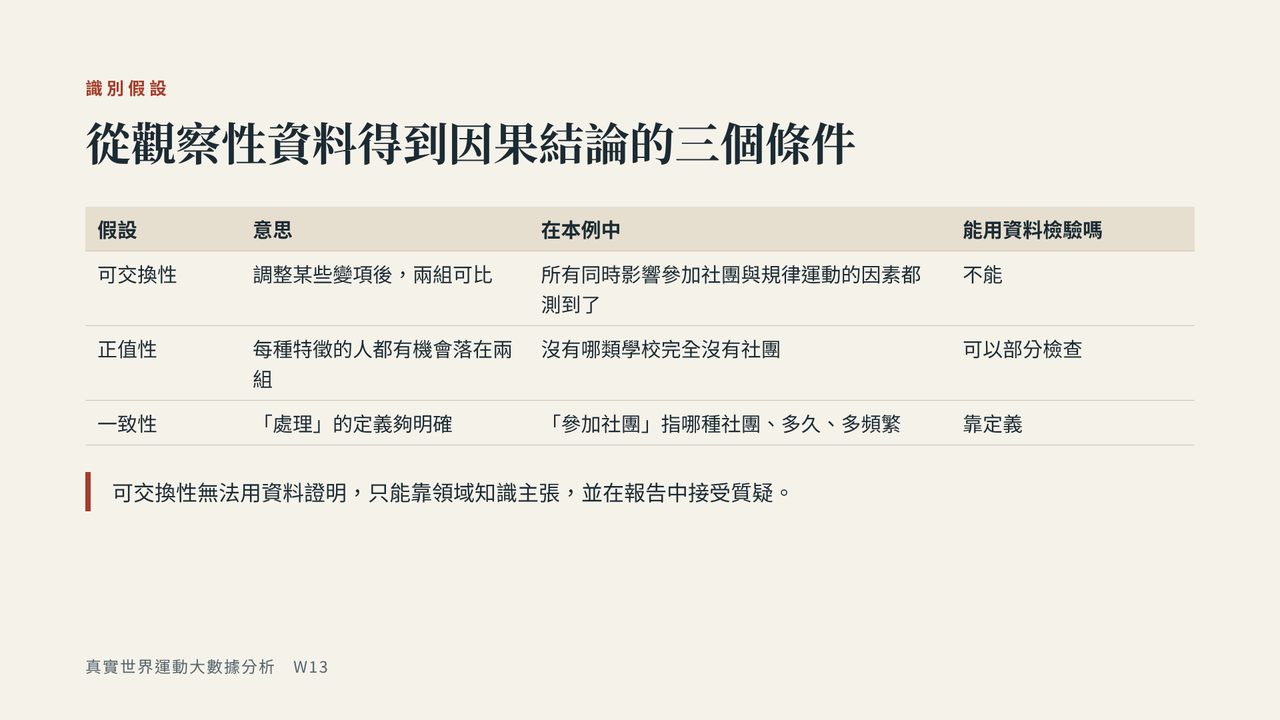 識別假設
從觀察性資料得到因果結論的三個條件
假設 意思 在本例中 能用資料檢驗嗎
可交換性 調整某些變項後，兩組可比 所有同時影響參加社團與規律運動的因素都 不能
測到了
正值性 每種特徵的人都有機會落在兩 沒有哪類學校完全沒有社團 可以部分檢查
組
一致性 「處理」的定義夠明確 「參加社團」指哪種社團、多久、多頻繁 靠定義
可交換性無法用資料證明，只能靠領域知識主張，並在報告中接受質疑。
真實世界運動大數據分析 W13